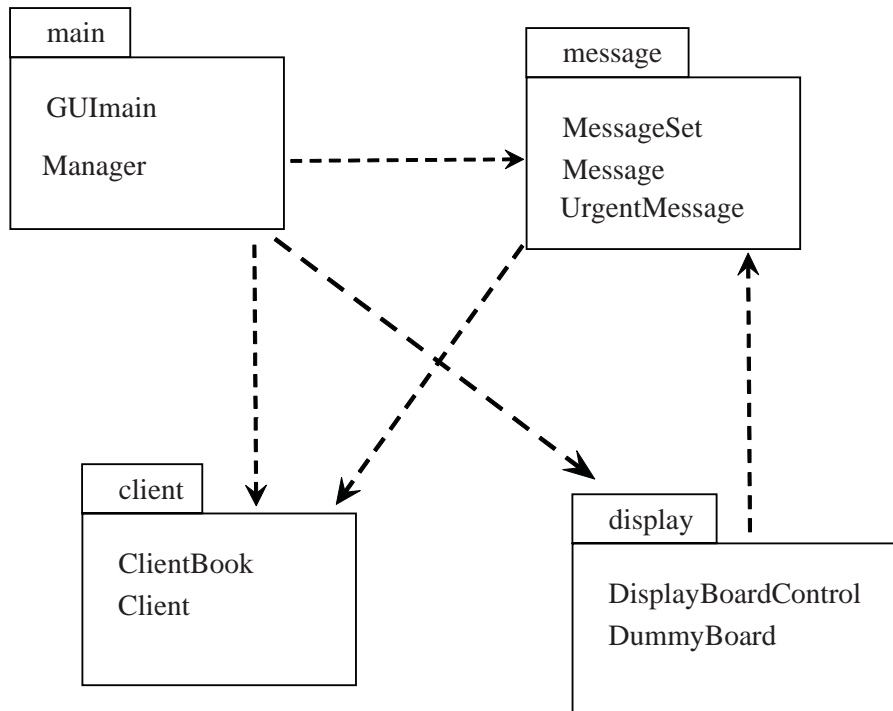 main
GUImain
Manager
message
MessageSet
Message
UrgentMessage
client
ClientBook
Client
display
DisplayBoardControl
DummyBoard